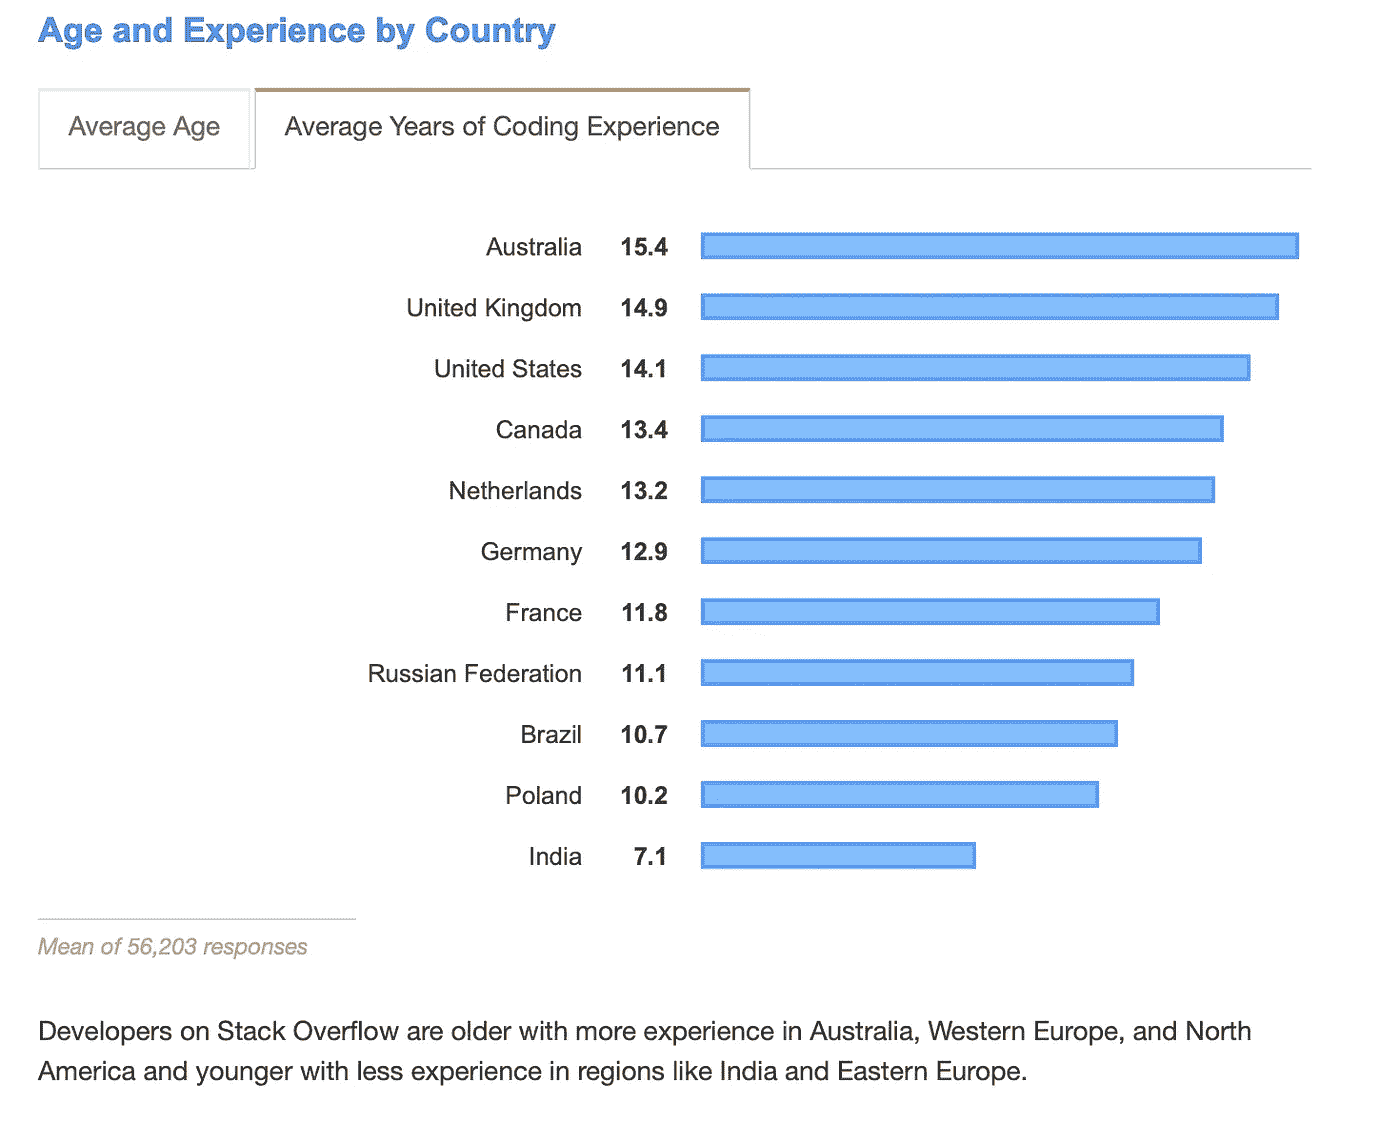 Age and Experience by Country
Average Age
Average Years of Coding Experience
Australia 15.4
United Kingdom 14.9
United States 14.1
Canada 13.4
Netherlands 13.2
Germany 12.9
France 11.8
Russian Federation 11.1
Brazil 10.7
Poland 10.2
India 7.1
Mean of 56,203 responses
Developers on Stack Overflow are older with more experience in Australia, Western Europe, and North
America and younger with less experience in regions like India and Eastern Europe.